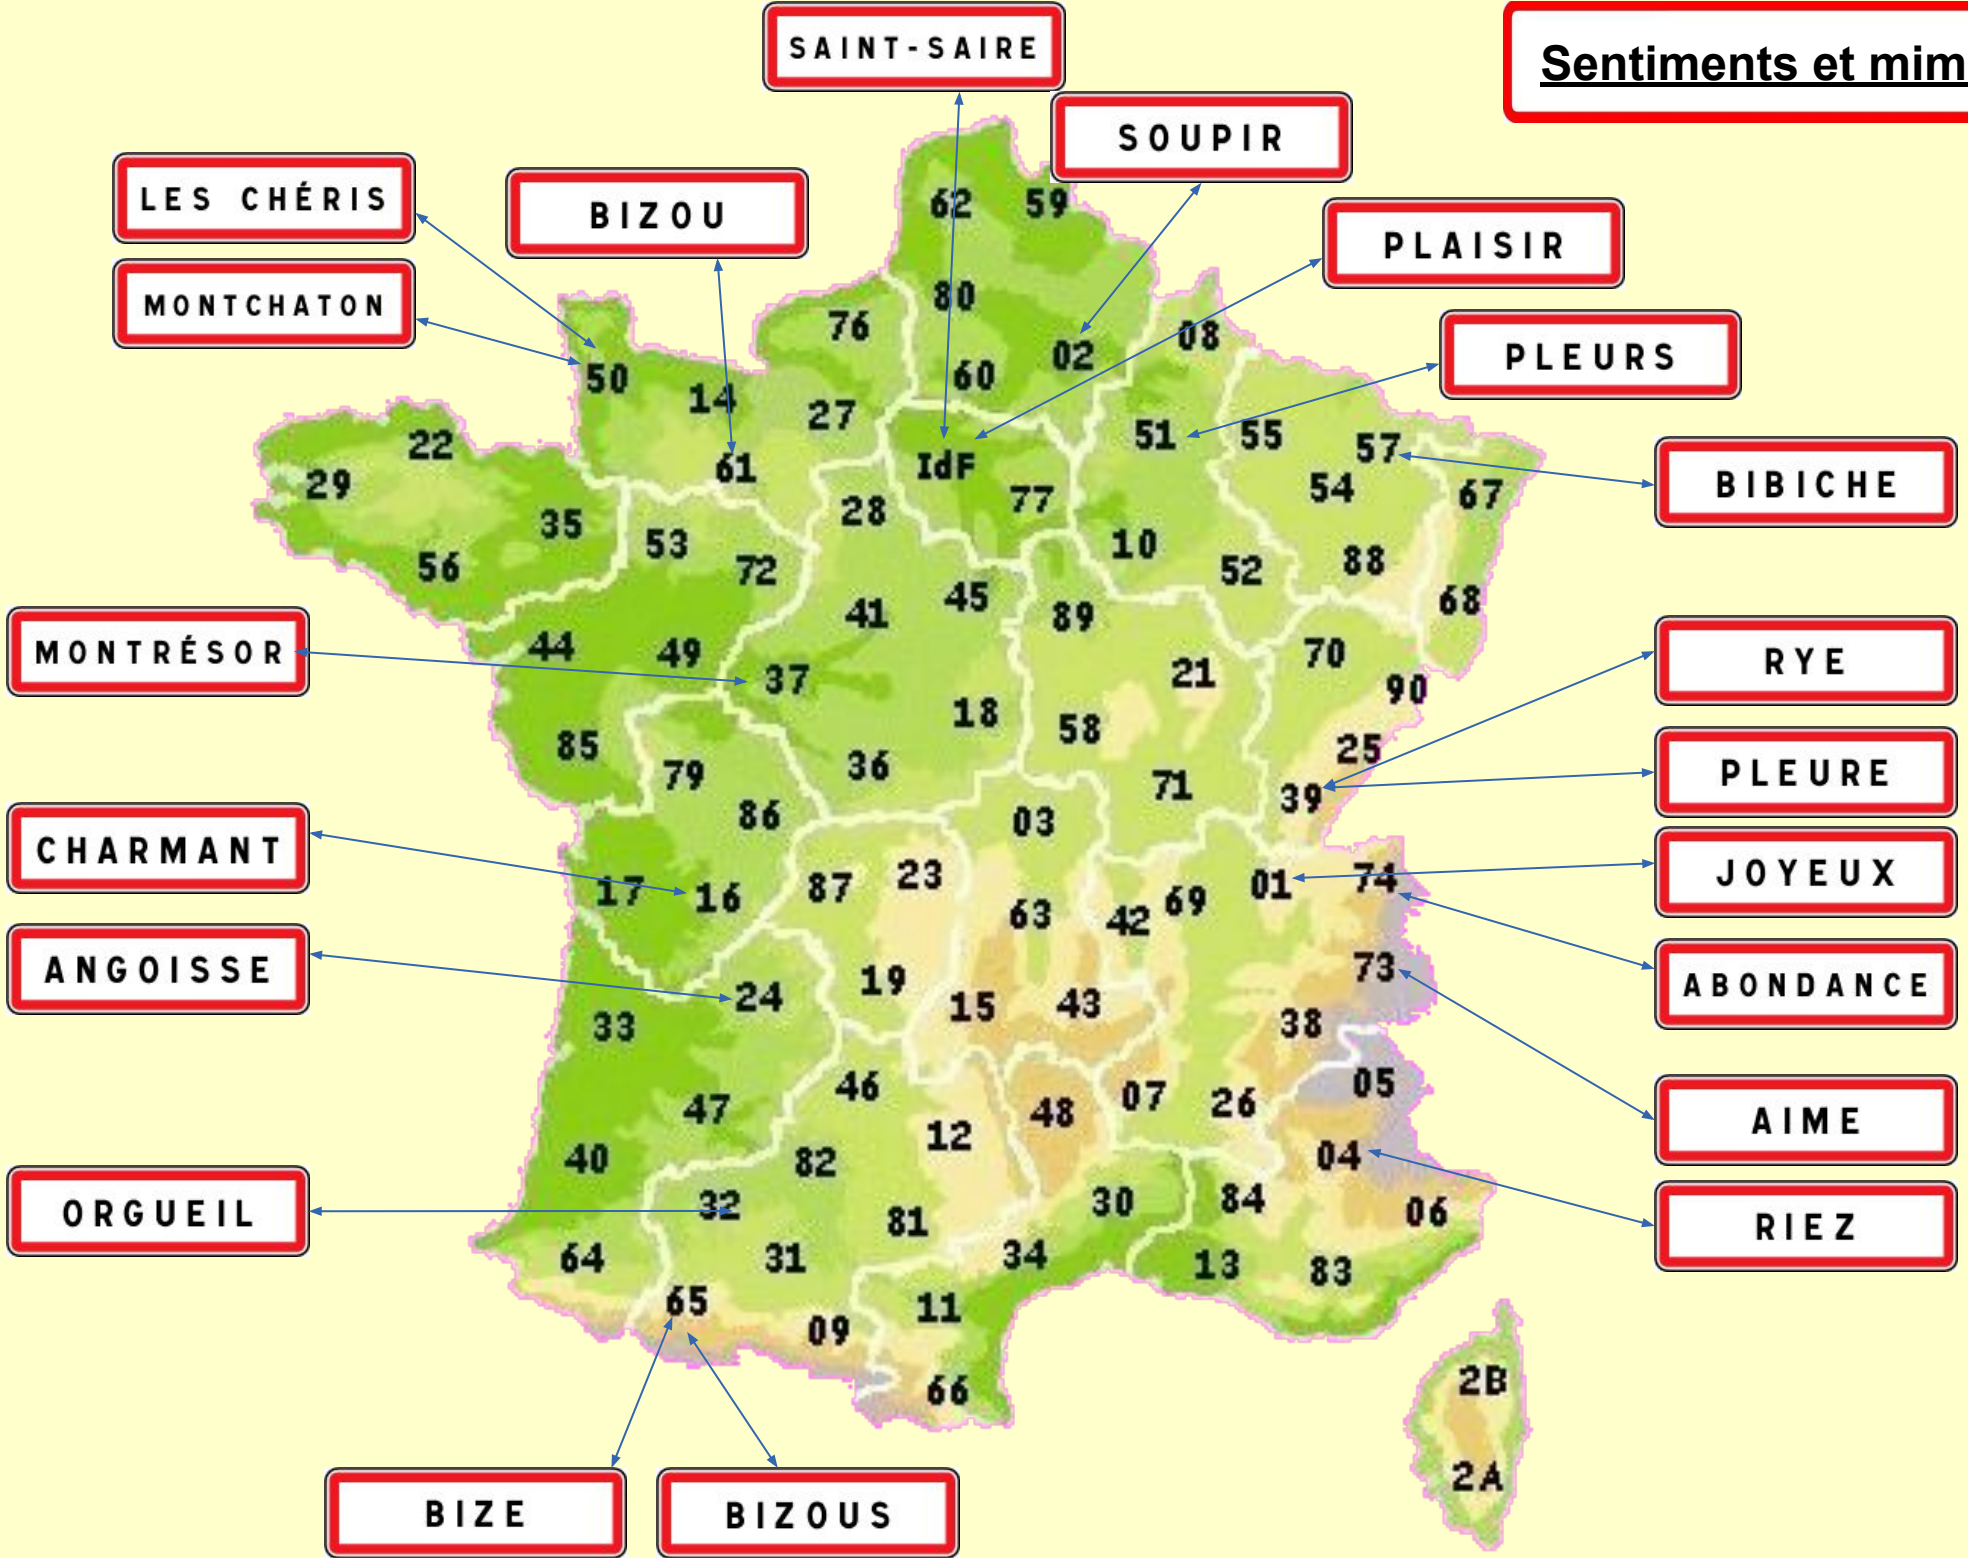 SAINT-SAIRE
Sentiments et mim
SOUPIR
LES CHÉRIS
BIZOU
PLAISIR
MONTCHATON
PLEURS
BIBICHE
MONTRÉSOR
RYE
PLEURE
CHARMANT
JOYEUX
ANGOISSE
ABONDANCE
AIME
ORGUEIL
RIEZ
BIZE
BIZOUS
62 59
80
76 08
02
60
50
14
27
22 51 55 57
61 IdF
29 54 67
28 77
35
53 10
56 72 52 88
45 68
41 89
44 49 70
37 21
90
18 58
85 25
36
79 71
39
86 03
23 74
17 16 87 01
63 42 69
73
19
24 15 43
33 38
46 05
47 07 26
48
12
40 82 04
32 30 84
81 06
64 31 34 13 83
65 11
09
66
2B
2A